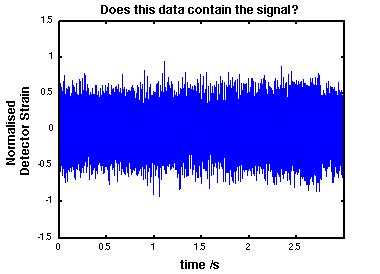 Does this data contain the signal?
1.5
1
0.5
0
-0.5
-1
-1.5
Normalised
Detector Strain
0 0.5 1 1.5 2 2.5
time /s